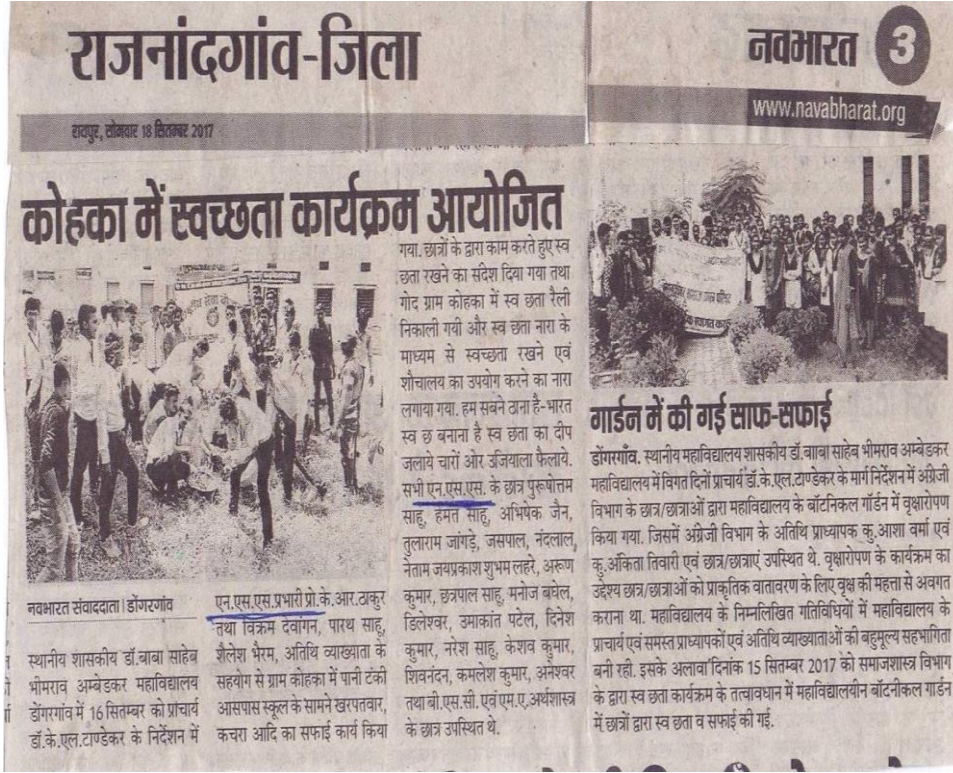 राजनांदगांव-जिला
नवभारत 3
www.navabharat.org
रायपुर, सोमवार 18 सितम्बर 2017
कोहका में स्वच्छता कार्यक्रम आयोजित
नवभारत संवाददाता। डोंगरगांव
स्थानीय शासकीय डॉ.बाबा साहेब
भीमराव अम्बेडकर महाविद्यालय
डोंगरगांव में 16 सितम्बर को प्रांचार्य
डॉ.के.एल.टाण्डेकर के निर्देशन में
एन.एस.एस.प्रभारी प्रो.के.आर.ठाकुर
तथा विक्रम देवांगन, पारथ साहू,
शैलेश भैरम, अतिथि व्याख्याता के
सहयोग से ग्राम कोहका में पानी टंकी
आसपास स्कूल के सामने खरपतवार,
कचरा आदि का सफाई कार्य किया
गया. छात्रों के द्वारा काम करते हुए स्व
छता रखने का संदेश दिया गया तथा
गोद ग्राम कोहका में स्व छता रैली
निकाली गयी और स्व छता नारा के
माध्यम से स्वच्छता रखने एवं
शौचालय का उपयोग करने का नारा
लगाया गया. हम सबने ठाना है-भारत
स्व छ बनाना है स्व छता का दीप
जलाये चारों ओर उंजियाला फैलाये.
सभी एन.एस.एस. के छात्र पुरूषोत्तम
साहू, हेमंत साहू, अभिषेक जैन,
तुलाराम जांगड़े, जसपाल, नंदलाल,
नेताम जयप्रकाश शुभम लहरे, अरूण
कुमार, छत्रपाल साहू, मनोज बघेल,
डिलेश्वर, उमाकांत पटेल, दिनेश
कुमार, नरेश साहू, केशव कुमार,
शिवनंदन, कमलेश कुमार, अनेश्वर
तथा बी.एस.सी. एवं एम.ए.अर्थशास्त्र
के छात्र उपस्थित थे.
गार्डन में की गई साफ-सफाई
डोंगरगाँव. स्थानीय महाविद्यालय शासकीय डॉ.बााबा साहेब भीमराव अम्बेडकर
महाविद्यालय में विगत दिनों प्राचार्य डॉ.के.एल.टाण्डेकर के मार्ग निर्देशन में अंग्रेजी
विभाग के छात्र/छात्राओं द्वारा महाविद्यालय के बॉटनिकल गॉर्डन में वृक्षारोपण
किया गया. जिसमें अंग्रेजी विभाग के अतिथि प्राध्यापक कु.आशा वर्मा एवं
कु.अंकिता तिवारी एवं छात्र/छात्राएं उपस्थित थे. वृक्षारोपण के कार्यक्रम का
उद्देश्य छात्र/छात्राओं को प्राकृतिक वातावरण के लिए वृक्ष की महत्ता से अवगत
कराना था. महाविद्यालय के निम्नलिखित गतिविधियों में महाविद्यालय के
प्राचार्य एवं समस्त प्राध्यापकों एवं अतिथि व्याख्याताओं की बहुमूल्य सहभागिता
बनी रही. इसके अलावा दिनांक 15 सितम्बर 2017 को समाजशास्त्र विभाग
के द्वारा स्व छता कार्यक्रम के तत्वावधान में महाविद्यालयीन बॉटनीकल गार्डन
में छात्रों द्वारा स्व छता व सफाई की गई.